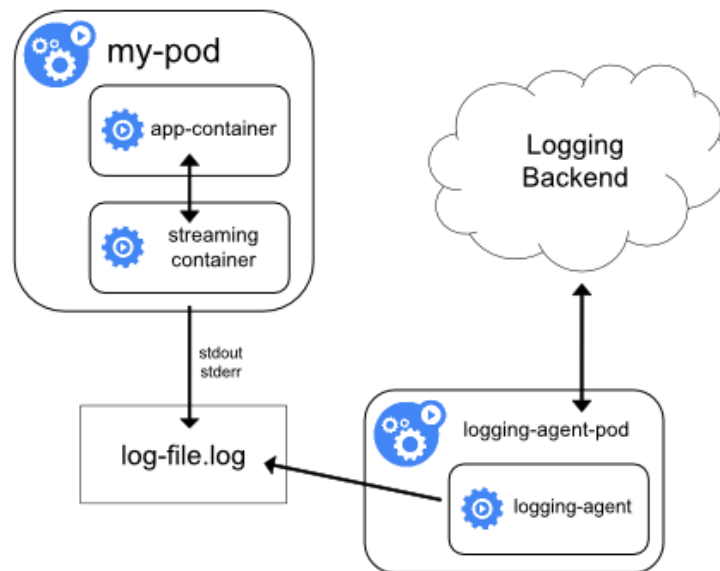 my-pod
app-container
streaming
container
Logging
Backend
stdout
stderr
log-file.log
logging-agent-pod
logging-agent